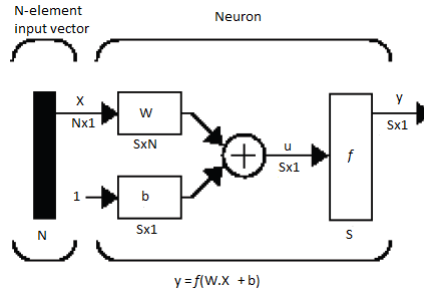 N-element
input vector
Neuron
X
Nx1
W
SxN
1
b
Sx1
u
Sx1
f
y
Sx1
N
S
y = f(W.X + b)